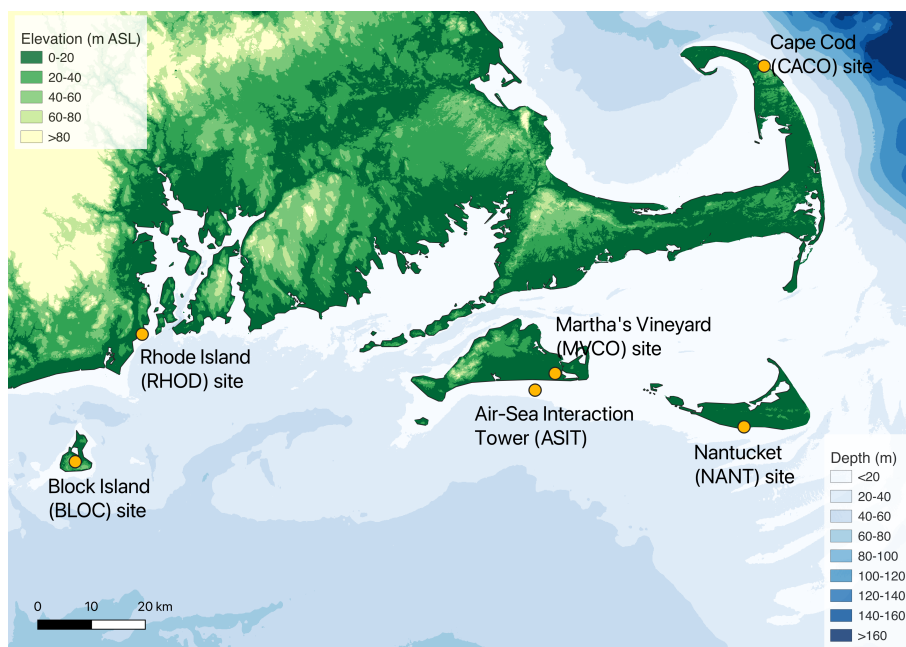 Elevation (m ASL)
0-20
20-40
40-60
60-80
>80
Cape Cod
(CACO) site
Martha's Vineyard
(MVCO) site
Rhode Island
(RHOD) site
Air-Sea Interaction
Tower (ASIT)
Nantucket
(NANT) site
Block Island
(BLOC) site
Depth (m)
<20
20-40
40-60
60-80
80-100
100-120
120-140
140-160
>160
0 10 20 km